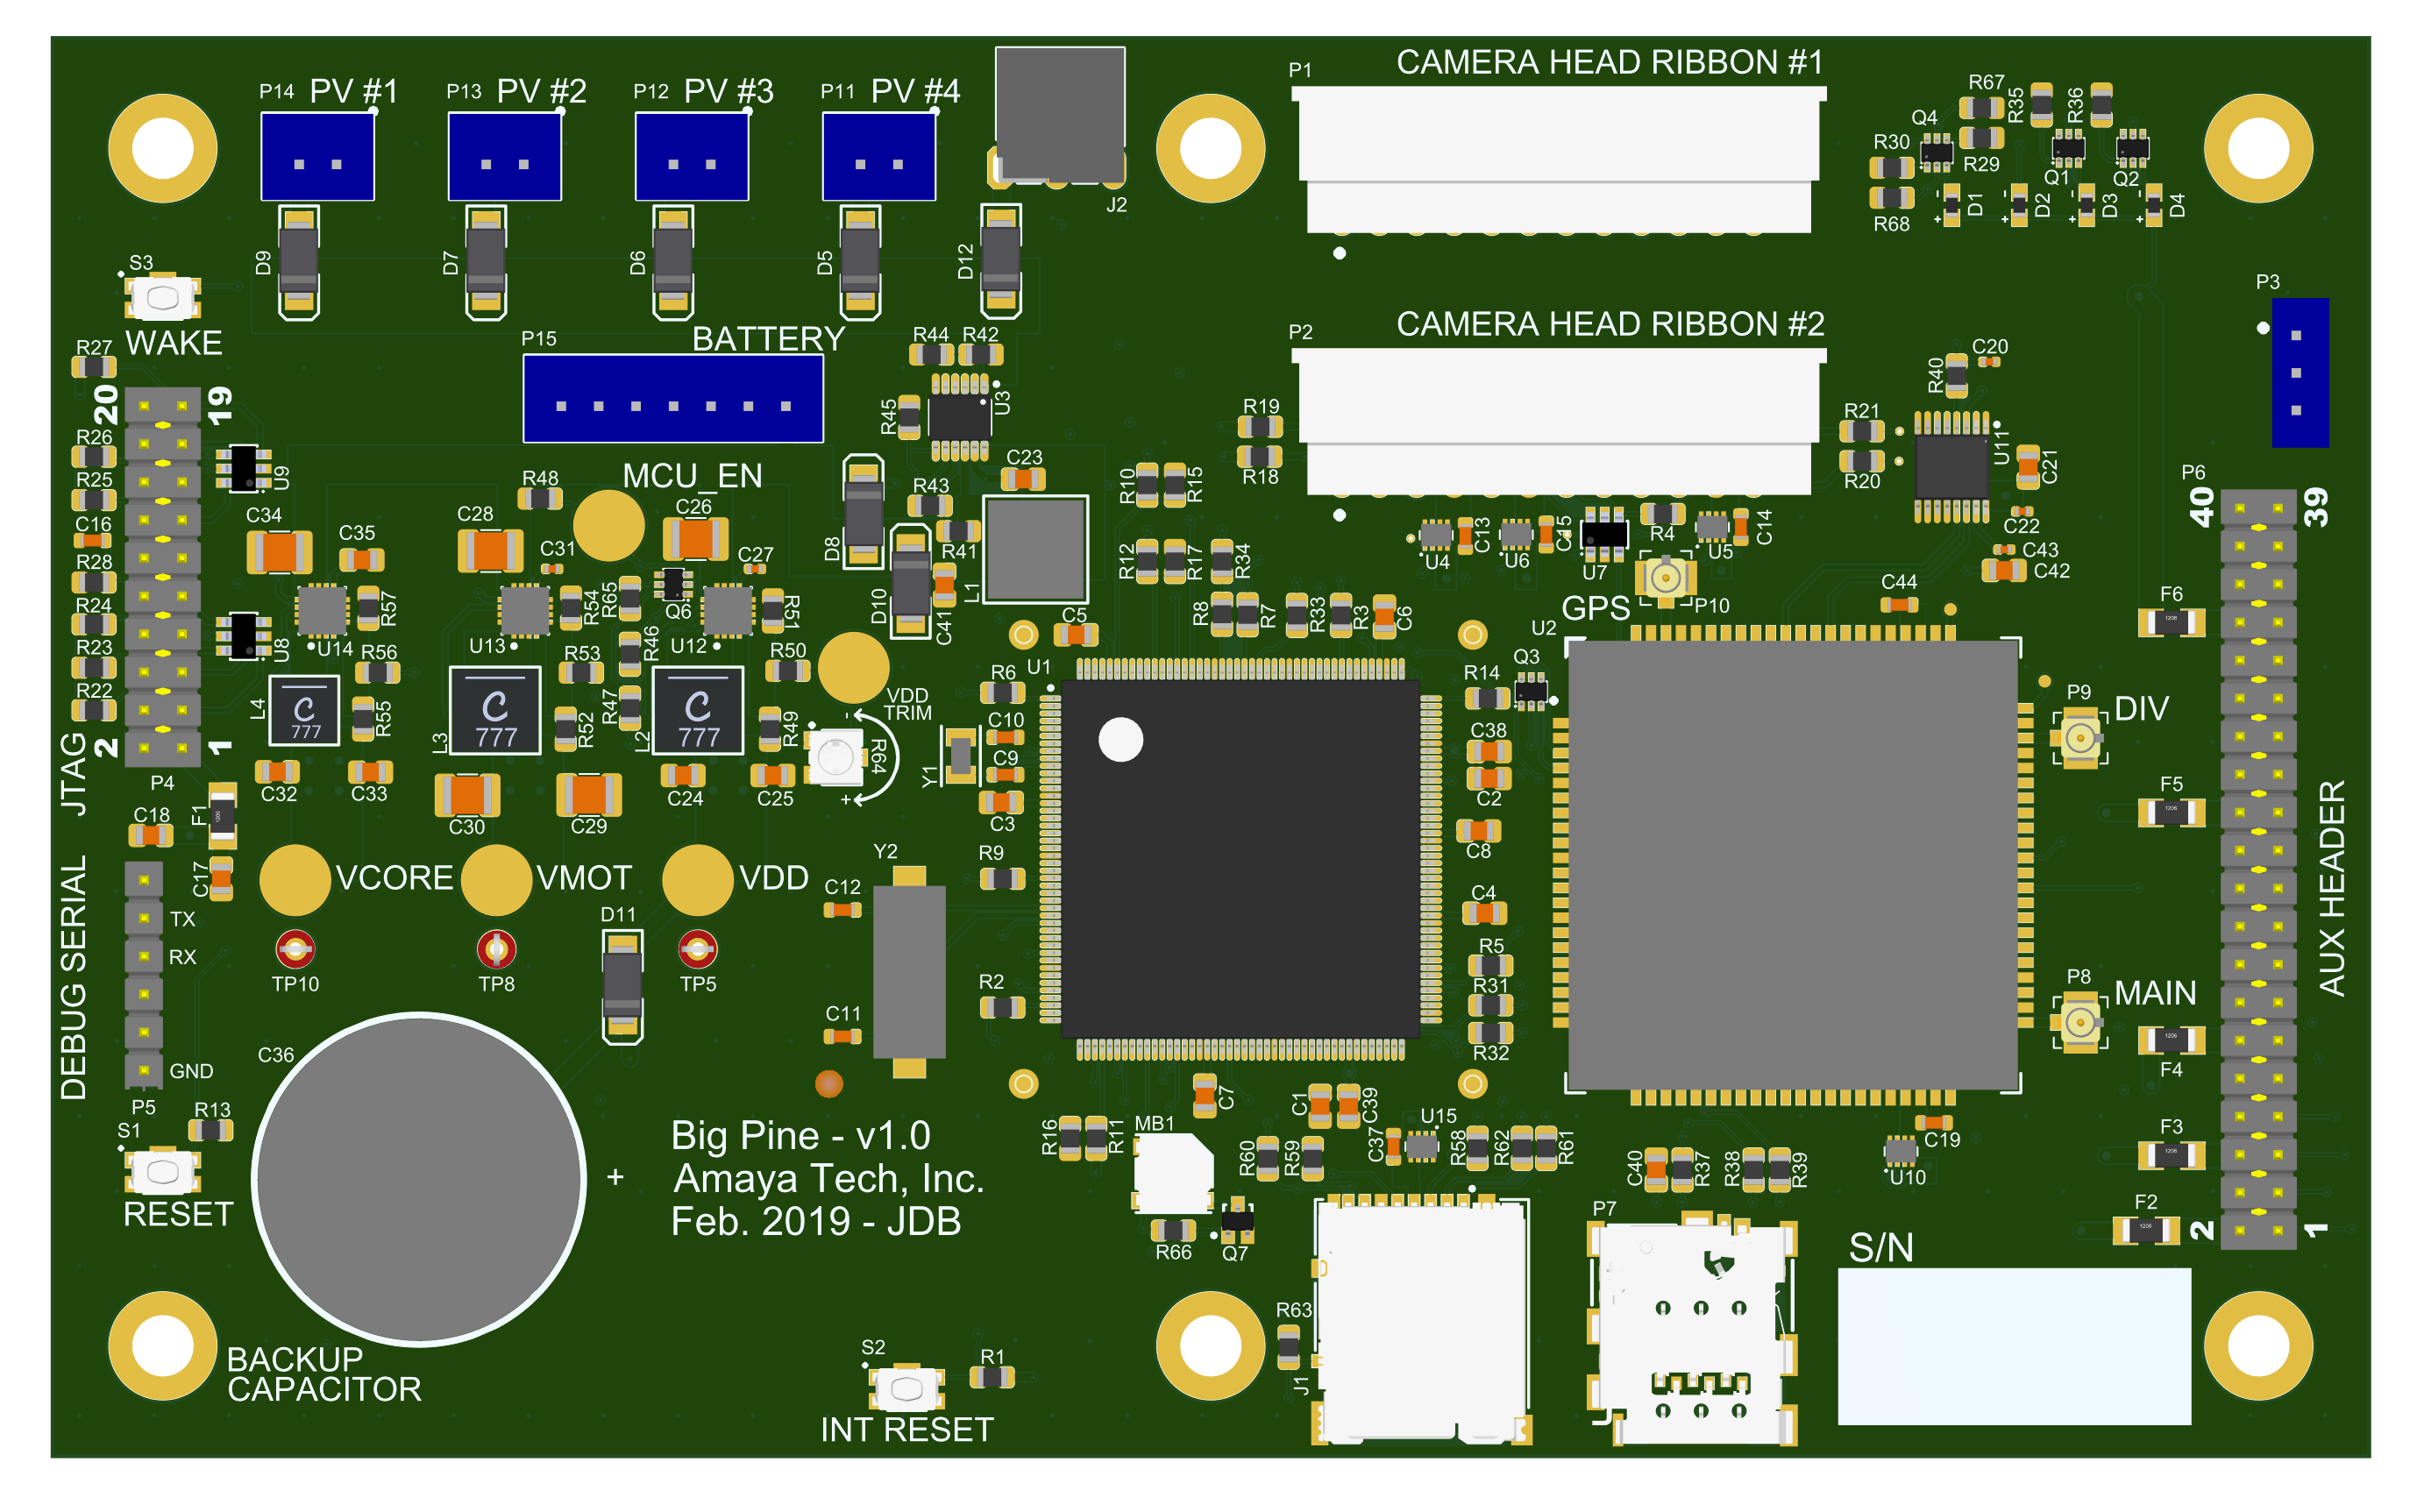 CAMERA HEAD RIBBON #1
P1
P14 PV #1
P13 PV #2
P12 PV #3
P11 PV #4
J2
R67
R35
R36
Q4
R30
R29
Q1
Q2
R68
D1
D2
D3
D4
- - - -
+ + + +
S3
WAKE
D9
D7
D6
D5
D12
P3
P15
BATTERY
R44
R42
P2
CAMERA HEAD RIBBON #2
R27
20
19
R45
U3
R19
R18
R21
R20
R40
C20
U11
C21
C22
C43
C42
R26
R25
C16
R28
R24
R23
R22
U9
U8
MCU_EN
R48
C34
C35
C28
C31
C26
C27
D8
R43
R41
C23
R10
R15
R12
R17
R34
L1
D10
C41
U4
C13
U6
C15
U7
R4
U5
C14
P6
40
39
R57
R54
R65
Q6
R51
U14
U13
R46
U12
R56
R53
R50
C5
R8
R7
R33
R3
C6
GPS
P10
C44
F6
U2
L4
C
777
R55
L3
C
777
R52
R47
L2
C
777
R49
VDD
TRIM
-
R64
+
U1
R6
C10
C9
C3
Y1
R14
Q3
C38
C2
C8
P9
DIV
F5
2
1
P4
JTAG
C32
C33
C30
C29
C24
C25
C18
F1
1206
C17
VCORE
VMOT
VDD
Y2
R9
C12
C4
R5
R31
R32
R2
C11
DEBUG SERIAL
TX
RX
GND
P5
TP10
TP8
TP5
D11
C36
+
P8
MAIN
AUX HEADER
1206
1206
1206
F4
1206
F3
F2
1206
2
1
S1
R13
RESET
Big Pine - v1.0
Amaya Tech, Inc.
Feb. 2019 - JDB
R16
R11
MB1
C7
C1
C39
U15
R60
R59
C37
R58
R62
R61
C40
R37
R38
R39
U10
C19
R66
Q7
P7
S/N
R63
J1
S2
R1
INT RESET
BACKUP
CAPACITOR